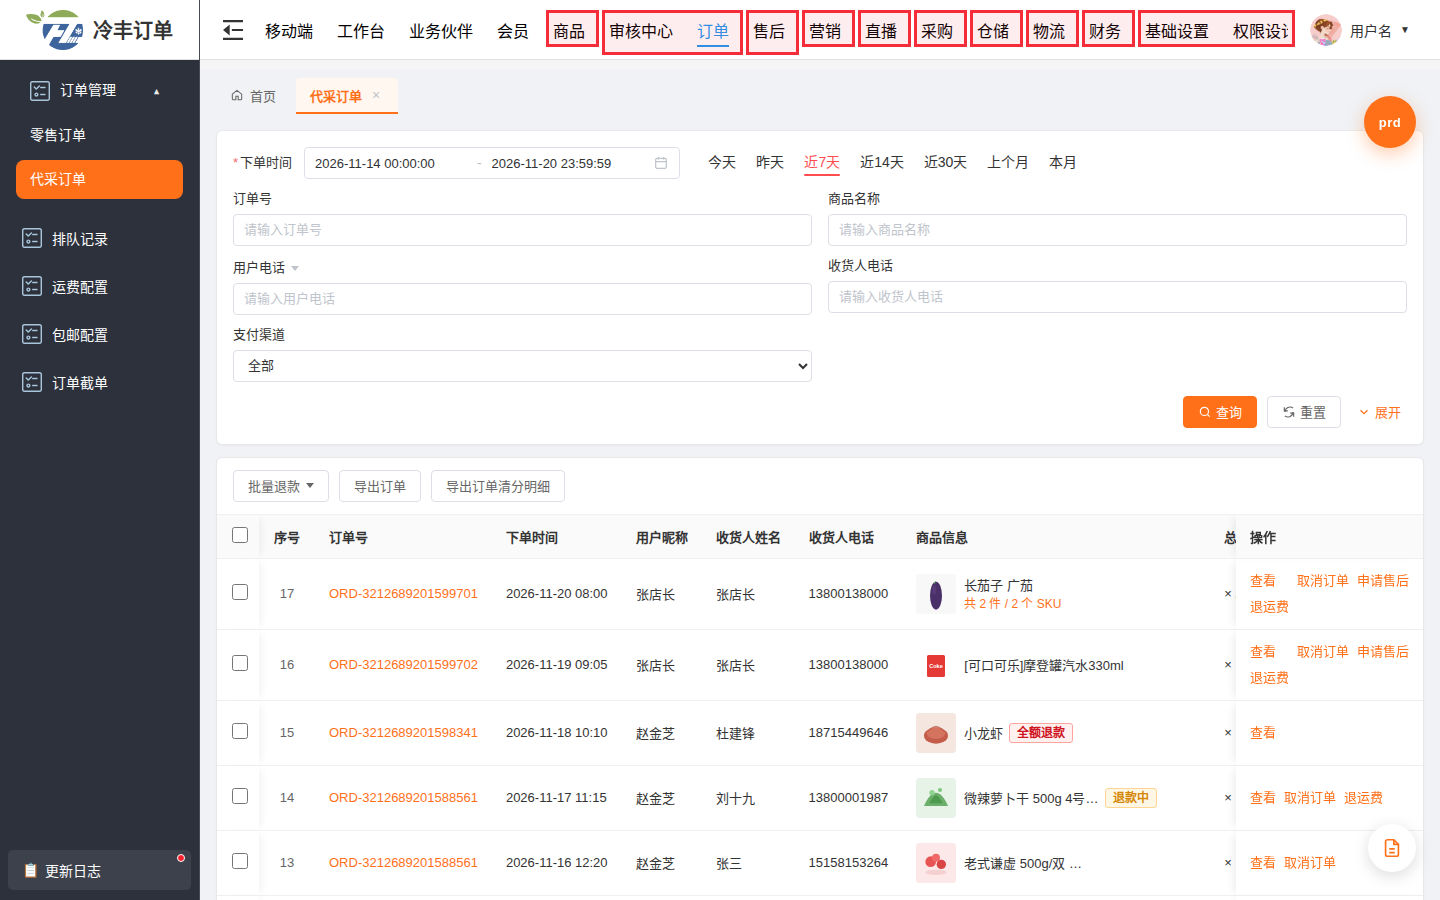 冷丰订单
移动端 工作台 业务伙伴 会员 商品 审核中心 订单 售后 营销 直播 采购 仓储 物流 财务 基础设置 权限设 用户名 ▼
订单管理 ▲
零售订单
代采订单
排队记录
运费配置
包邮配置
订单截单
📋 更新日志
首页 代采订单 ×
prd
*下单时间 2026-11-14 00:00:00 - 2026-11-20 23:59:59 今天 昨天 近7天 近14天 近30天 上个月 本月
订单号 商品名称
请输入订单号 请输入商品名称
用户电话 收货人电话
请输入用户电话 请输入收货人电话
支付渠道
全部
查询 重置 展开
批量退款 导出订单 导出订单清分明细
序号 订单号 下单时间 用户昵称 收货人姓名 收货人电话 商品信息 总 操作
17 ORD-3212689201599701 2026-11-20 08:00 张店长 张店长 13800138000 长茄子 广茄 × 查看 取消订单 申请售后
共 2 件 / 2 个 SKU 退运费
16 ORD-3212689201599702 2026-11-19 09:05 张店长 张店长 13800138000 Coke [可口可乐]摩登罐汽水330ml × 查看 取消订单 申请售后
退运费
15 ORD-3212689201598341 2026-11-18 10:10 赵金芝 杜建锋 18715449646 小龙虾 全额退款 × 查看
14 ORD-3212689201588561 2026-11-17 11:15 赵金芝 刘十九 13800001987 微辣萝卜干 500g 4号… 退款中 × 查看 取消订单 退运费
13 ORD-3212689201588561 2026-11-16 12:20 赵金芝 张三 15158153264 老式谦虚 500g/双 … × 查看 取消订单